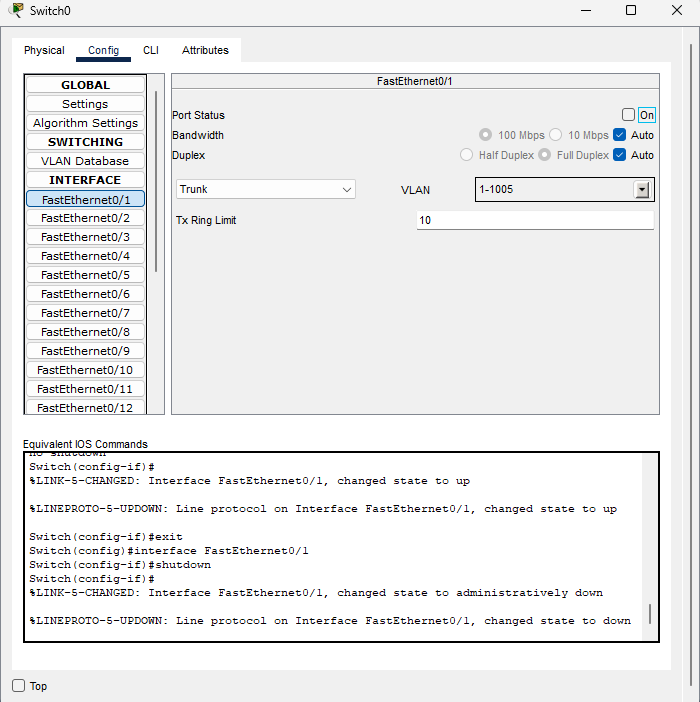 Switch0
Physical Config CLI Attributes
GLOBAL
Settings
Algorithm Settings
SWITCHING
VLAN Database
INTERFACE
FastEthernet0/1
FastEthernet0/2
FastEthernet0/3
FastEthernet0/4
FastEthernet0/5
FastEthernet0/6
FastEthernet0/7
FastEthernet0/8
FastEthernet0/9
FastEthernet0/10
FastEthernet0/11
FastEthernet0/12
FastEthernet0/1
Port Status On
Bandwidth 100 Mbps 10 Mbps Auto
Duplex Half Duplex Full Duplex Auto
Trunk VLAN 1-1005
Tx Ring Limit 10
Equivalent IOS Commands
no shutdown
Switch(config-if)#
%LINK-5-CHANGED: Interface FastEthernet0/1, changed state to up
%LINEPROTO-5-UPDOWN: Line protocol on Interface FastEthernet0/1, changed state to up
Switch(config-if)#exit
Switch(config)#interface FastEthernet0/1
Switch(config-if)#shutdown
Switch(config-if)#
%LINK-5-CHANGED: Interface FastEthernet0/1, changed state to administratively down
%LINEPROTO-5-UPDOWN: Line protocol on Interface FastEthernet0/1, changed state to down
Top